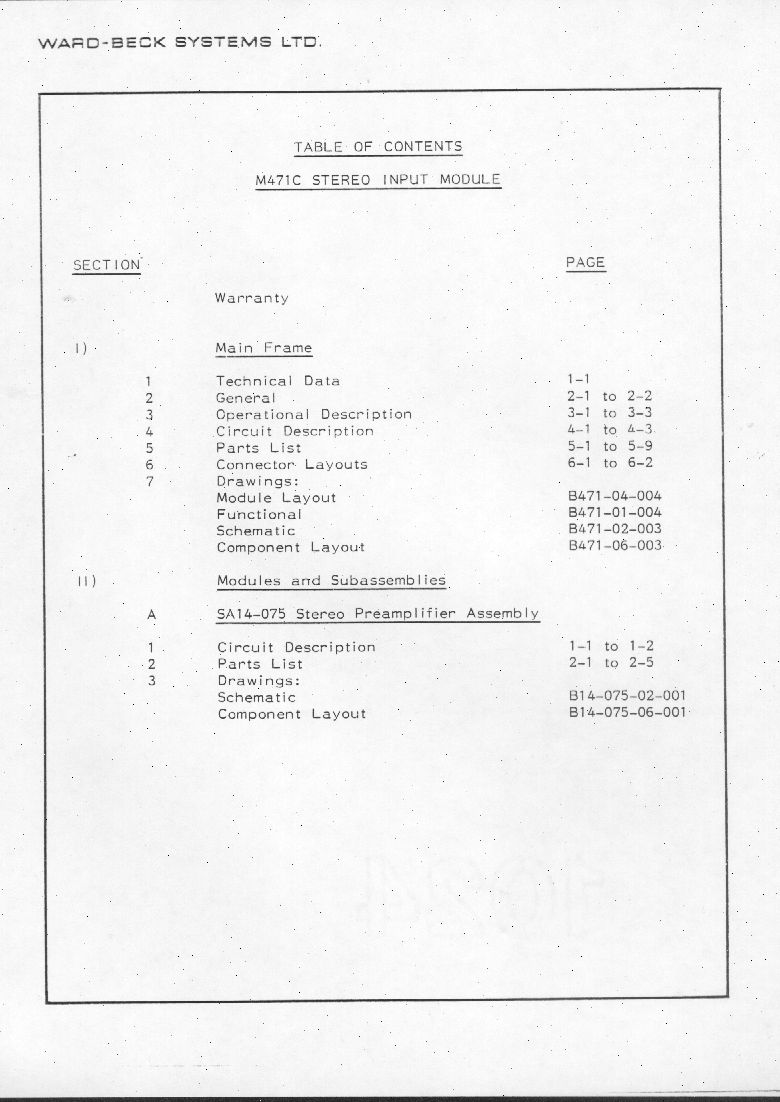 WARD-BECK SYSTEMS LTD.
TABLE OF CONTENTS
M471C STEREO INPUT MODULE
SECTION PAGE
Warranty
I) Main Frame
1 Technical Data 1-1
2 General 2-1 to 2-2
3 Operational Description 3-1 to 3-3
4 Circuit Description 4-1 to 4-3
5 Parts List 5-1 to 5-9
6 Connector Layouts 6-1 to 6-2
7 Drawings:
Module Layout B471-04-004
Functional B471-01-004
Schematic B471-02-003
Component Layout B471-06-003
II) Modules and Subassemblies
A SA14-075 Stereo Preamplifier Assembly
1 Circuit Description 1-1 to 1-2
2 Parts List 2-1 to 2-5
3 Drawings:
Schematic B14-075-02-001
Component Layout B14-075-06-001